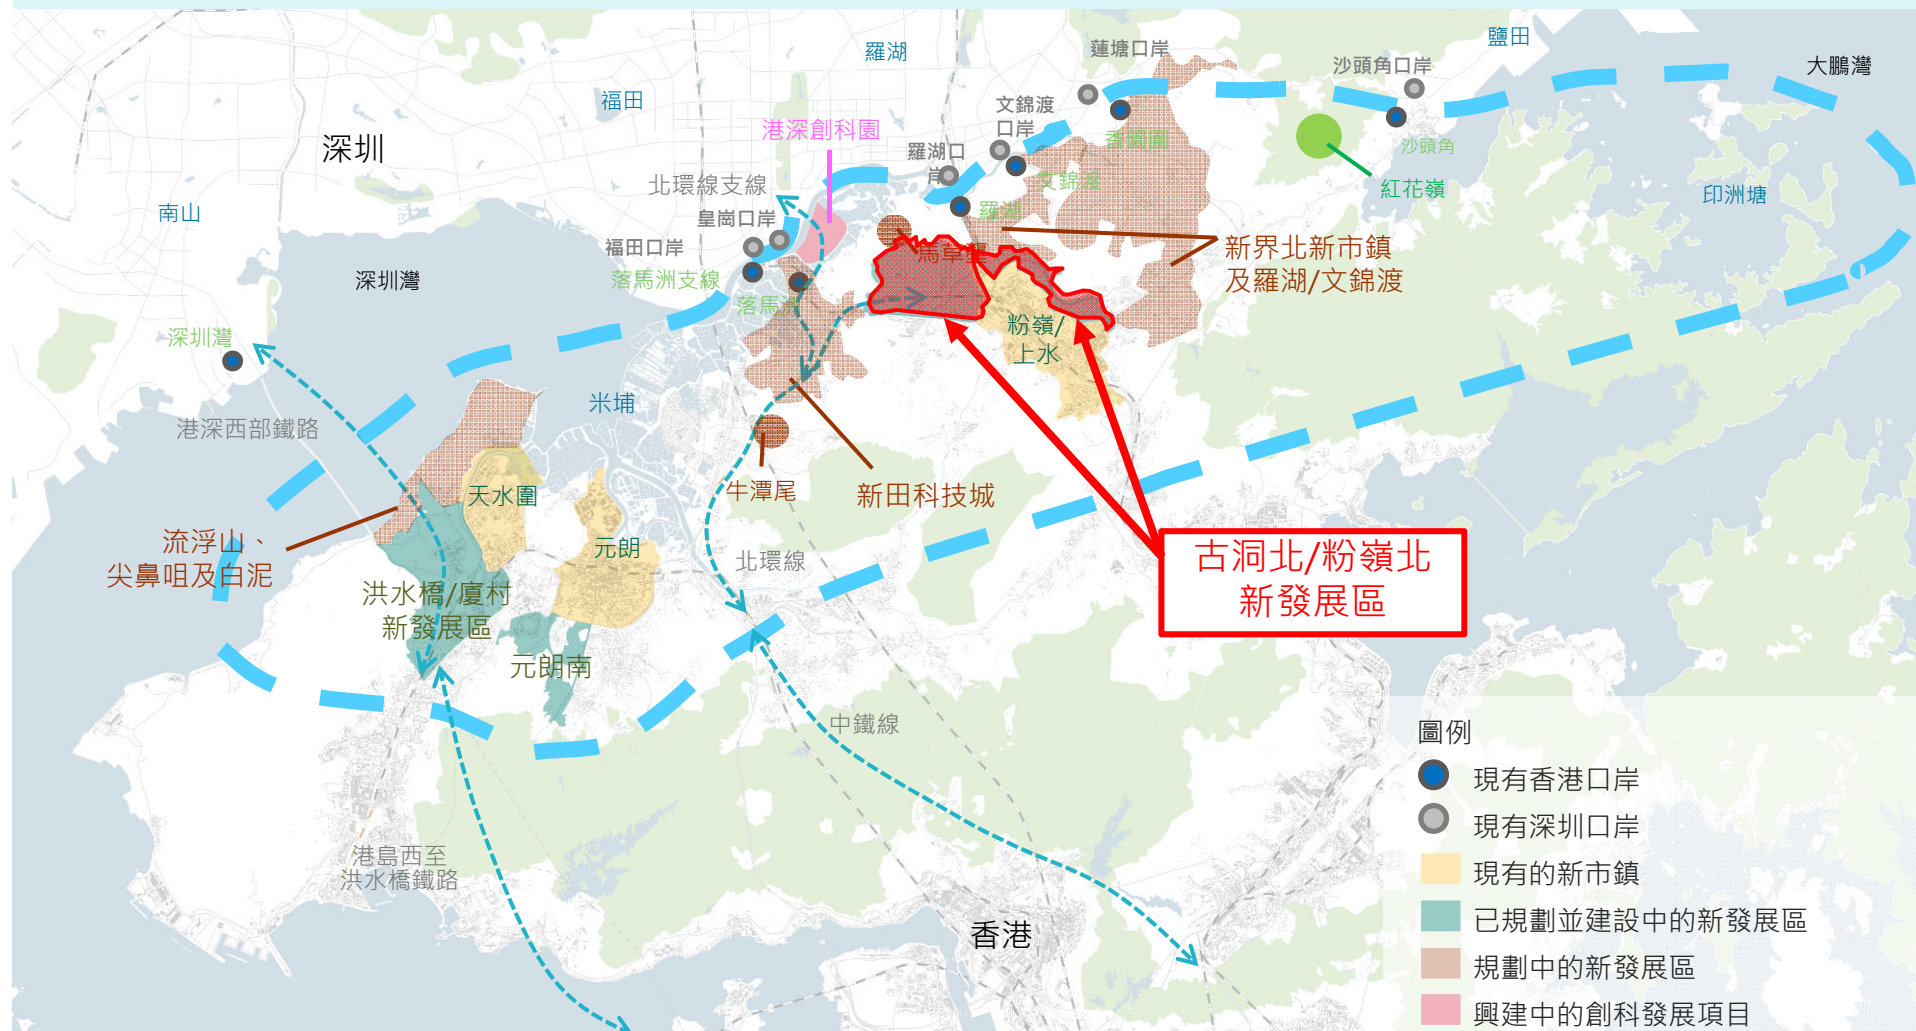 鹽田
羅湖
蓮塘口岸
沙頭角口岸
大鵬灣
福田
文錦渡
口岸
港深創科園
香園圍
沙頭角
深圳
羅湖口
岸
文錦渡
紅花嶺
北環線支線
印洲塘
南山
皇崗口岸
羅湖
福田口岸
馬草壟
新界北新市鎮
及羅湖/文錦渡
深圳灣
落馬洲支線
落馬洲
深圳灣
粉嶺/
上水
米埔
港深西部鐵路
牛潭尾
新田科技城
天水圍
流浮山、
尖鼻咀及白泥
元朗
北環線
古洞北/粉嶺北
新發展區
洪水橋/廈村
新發展區
元朗南
中鐵線
港島西至
洪水橋鐵路
香港
圖例
現有香港口岸
現有深圳口岸
現有的新市鎮
已規劃並建設中的新發展區
規劃中的新發展區
興建中的創科發展項目